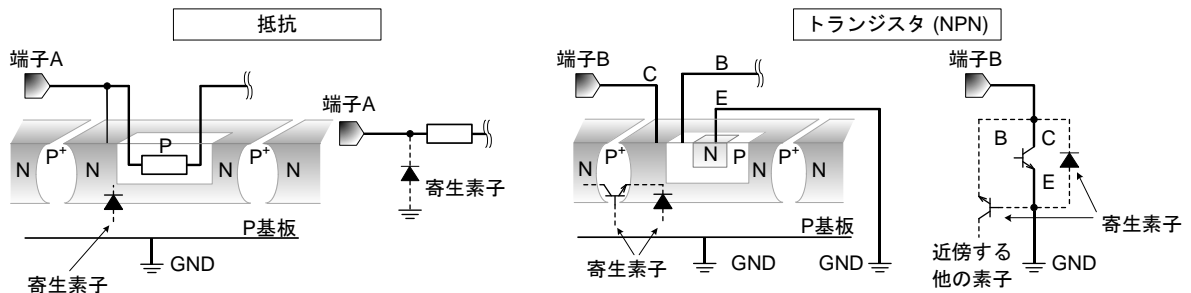 抵抗
端子A
N
P+
N
P
N
P+
N
P基板
寄生素子
GND
端子A
寄生素子
トランジスタ (NPN)
端子B
C
B
E
N
P+
N
N
P
N
P+
N
P基板
寄生素子
GND
GND
端子B
B
C
E
寄生素子
近傍する
他の素子
GND